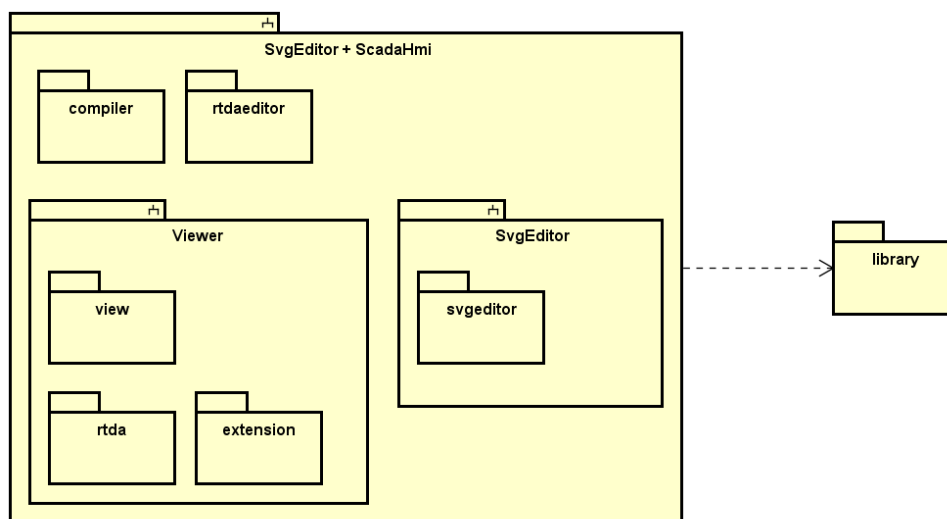 SvgEditor + ScadaHmi
compiler
rtdaeditor
Viewer
SvgEditor
view
svgeditor
library
rtda
extension